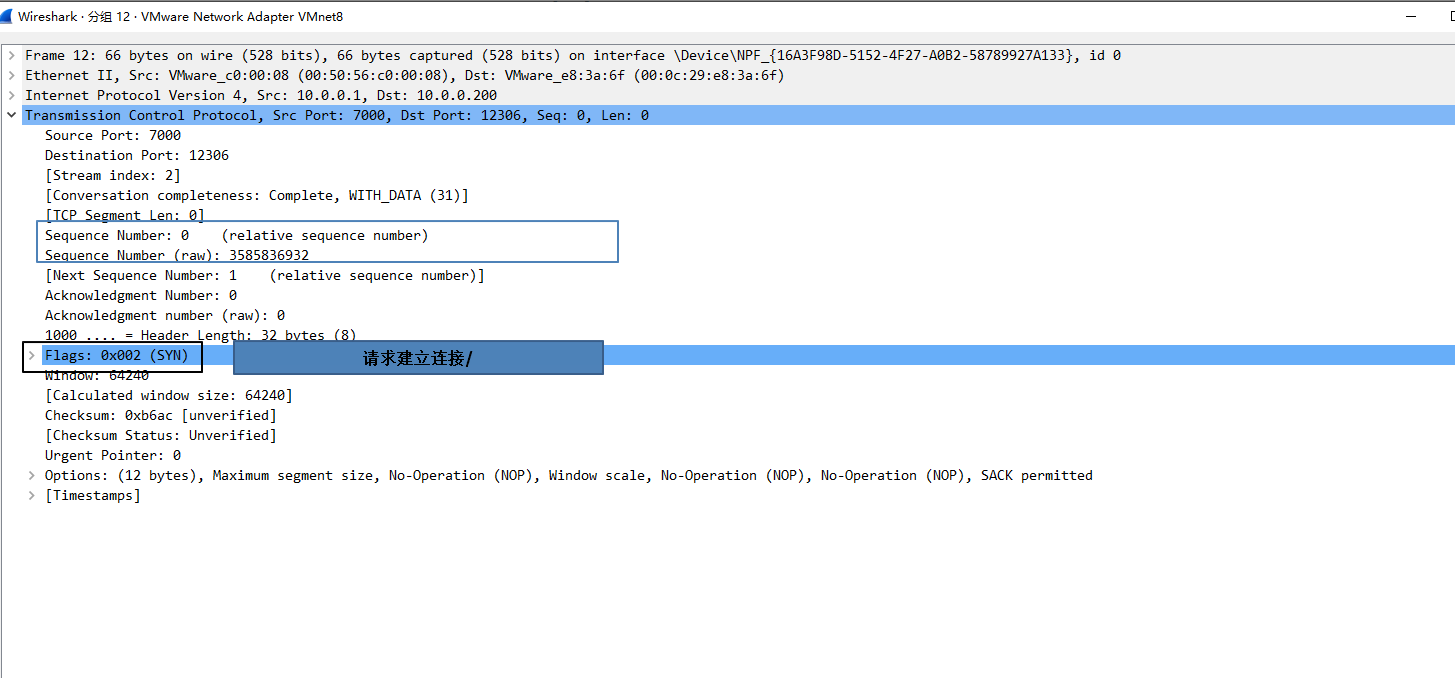 Wireshark · 分组 12 · VMware Network Adapter VMnet8
Frame 12: 66 bytes on wire (528 bits), 66 bytes captured (528 bits) on interface \Device\NPF_{16A3F98D-5152-4F27-A0B2-58789927A133}, id 0
Ethernet II, Src: VMware_c0:00:08 (00:50:56:c0:00:08), Dst: VMware_e8:3a:6f (00:0c:29:e8:3a:6f)
Internet Protocol Version 4, Src: 10.0.0.1, Dst: 10.0.0.200
Transmission Control Protocol, Src Port: 7000, Dst Port: 12306, Seq: 0, Len: 0
Source Port: 7000
Destination Port: 12306
[Stream index: 2]
[Conversation completeness: Complete, WITH_DATA (31)]
[TCP Segment Len: 0]
Sequence Number: 0    (relative sequence number)
Sequence Number (raw): 3585836932
[Next Sequence Number: 1    (relative sequence number)]
Acknowledgment Number: 0
Acknowledgment number (raw): 0
1000 .... = Header Length: 32 bytes (8)
Flags: 0x002 (SYN)
请求建立连接/
Window: 64240
[Calculated window size: 64240]
Checksum: 0xb6ac [unverified]
[Checksum Status: Unverified]
Urgent Pointer: 0
Options: (12 bytes), Maximum segment size, No-Operation (NOP), Window scale, No-Operation (NOP), No-Operation (NOP), SACK permitted
[Timestamps]